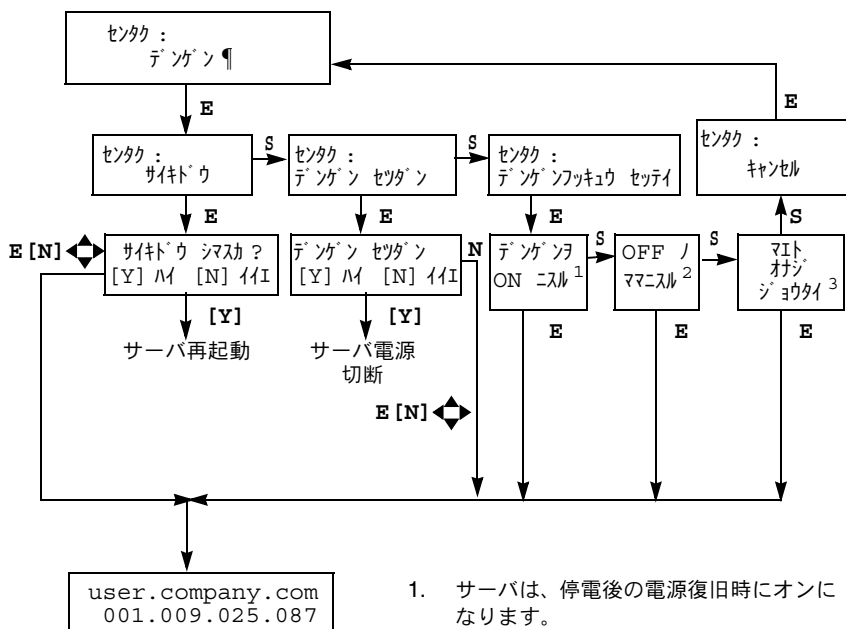 ｾﾝﾀｸ :
ﾃﾞﾝｹﾞﾝ ¶
E
E
ｾﾝﾀｸ :
ｻｲｷﾄﾞｳ
S
ｾﾝﾀｸ :
ﾃﾞﾝｹﾞﾝ ｾﾂﾀﾞﾝ
S
ｾﾝﾀｸ :
ﾃﾞﾝｹﾞﾝﾌｯｷｭｳ ｾｯﾃｲ
ｾﾝﾀｸ :
ｷｬﾝｾﾙ
E
E
E
S
E [N]
ｻｲｷﾄﾞｳ ｼﾏｽｶ ?
[Y] ﾊｲ [N] ｲｲｴ
ﾃﾞﾝｹﾞﾝ ｾﾂﾀﾞﾝ
[Y] ﾊｲ [N] ｲｲｴ
N
ﾃﾞﾝｹﾞﾝｦ
ON ﾆｽﾙ 1
S
OFF ﾉ
ﾏﾏﾆｽﾙ 2
S
ﾏｴﾄ
ｵﾅｼﾞ
ｼﾞｮｳﾀｲ 3
[Y]
[Y]
E
E
E
サーバ再起動
サーバ電源
切断
E [N]
user.company.com
001.009.025.087
1. サーバは、停電後の電源復旧時にオンに
なります。